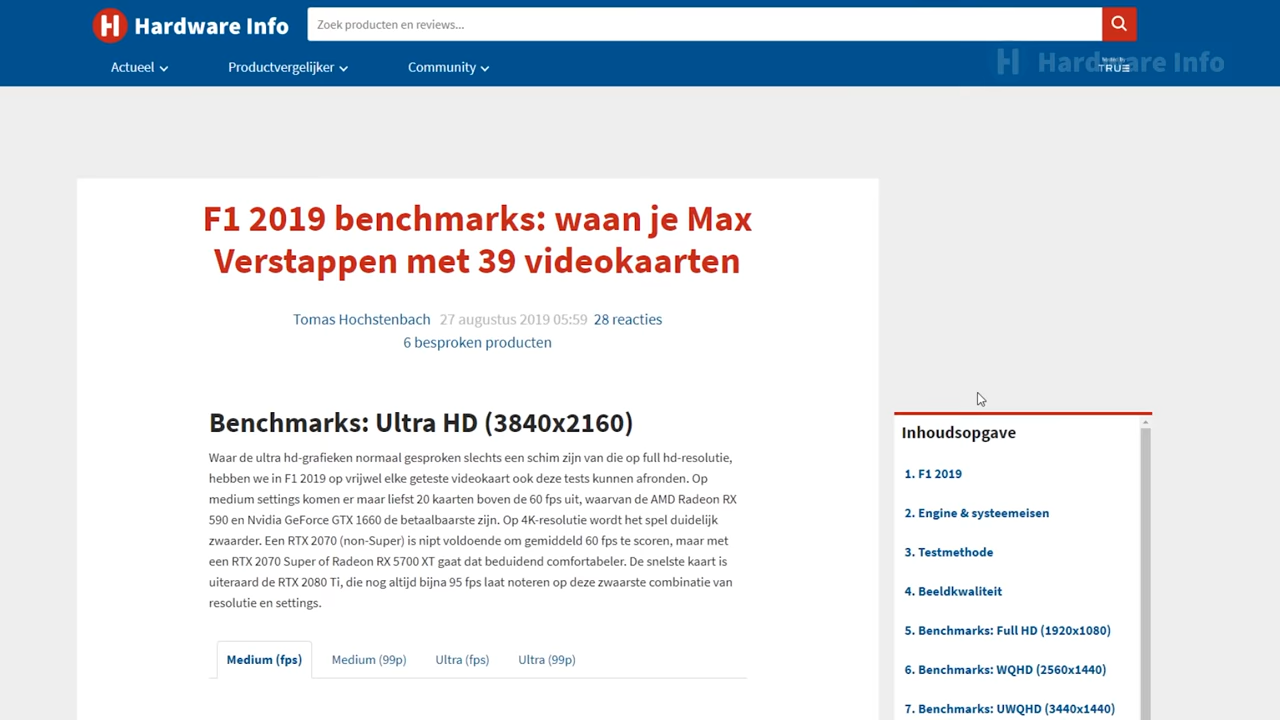 Hardware Info
Zoek producten en reviews...
Actueel
Productvergelijker
Community
Hardware Info
TRUE
F1 2019 benchmarks: waan je Max
Verstappen met 39 videokaarten
Tomas Hochstenbach 27 augustus 2019 05:59 28 reacties
6 besproken producten
Benchmarks: Ultra HD (3840x2160)
Waar de ultra hd-grafieken normaal gesproken slechts een schim zijn van die op full hd-resolutie,
hebben we in F1 2019 op vrijwel elke geteste videokaart ook deze tests kunnen afronden. Op
medium settings komen er maar liefst 20 kaarten boven de 60 fps uit, waarvan de AMD Radeon RX
590 en Nvidia GeForce GTX 1660 de betaalbaarste zijn. Op 4K-resolutie wordt het spel duidelijk
zwaarder. Een RTX 2070 (non-Super) is nipt voldoende om gemiddeld 60 fps te scoren, maar met
een RTX 2070 Super of Radeon RX 5700 XT gaat dat beduidend comfortabeler. De snelste kaart is
uiteraard de RTX 2080 Ti, die nog altijd bijna 95 fps laat noteren op deze zwaarste combinatie van
resolutie en settings.
Medium (fps) Medium (99p) Ultra (fps) Ultra (99p)
Inhoudsopgave
1. F1 2019
2. Engine & systeemeisen
3. Testmethode
4. Beeldkwaliteit
5. Benchmarks: Full HD (1920x1080)
6. Benchmarks: WQHD (2560x1440)
7. Benchmarks: UWQHD (3440x1440)